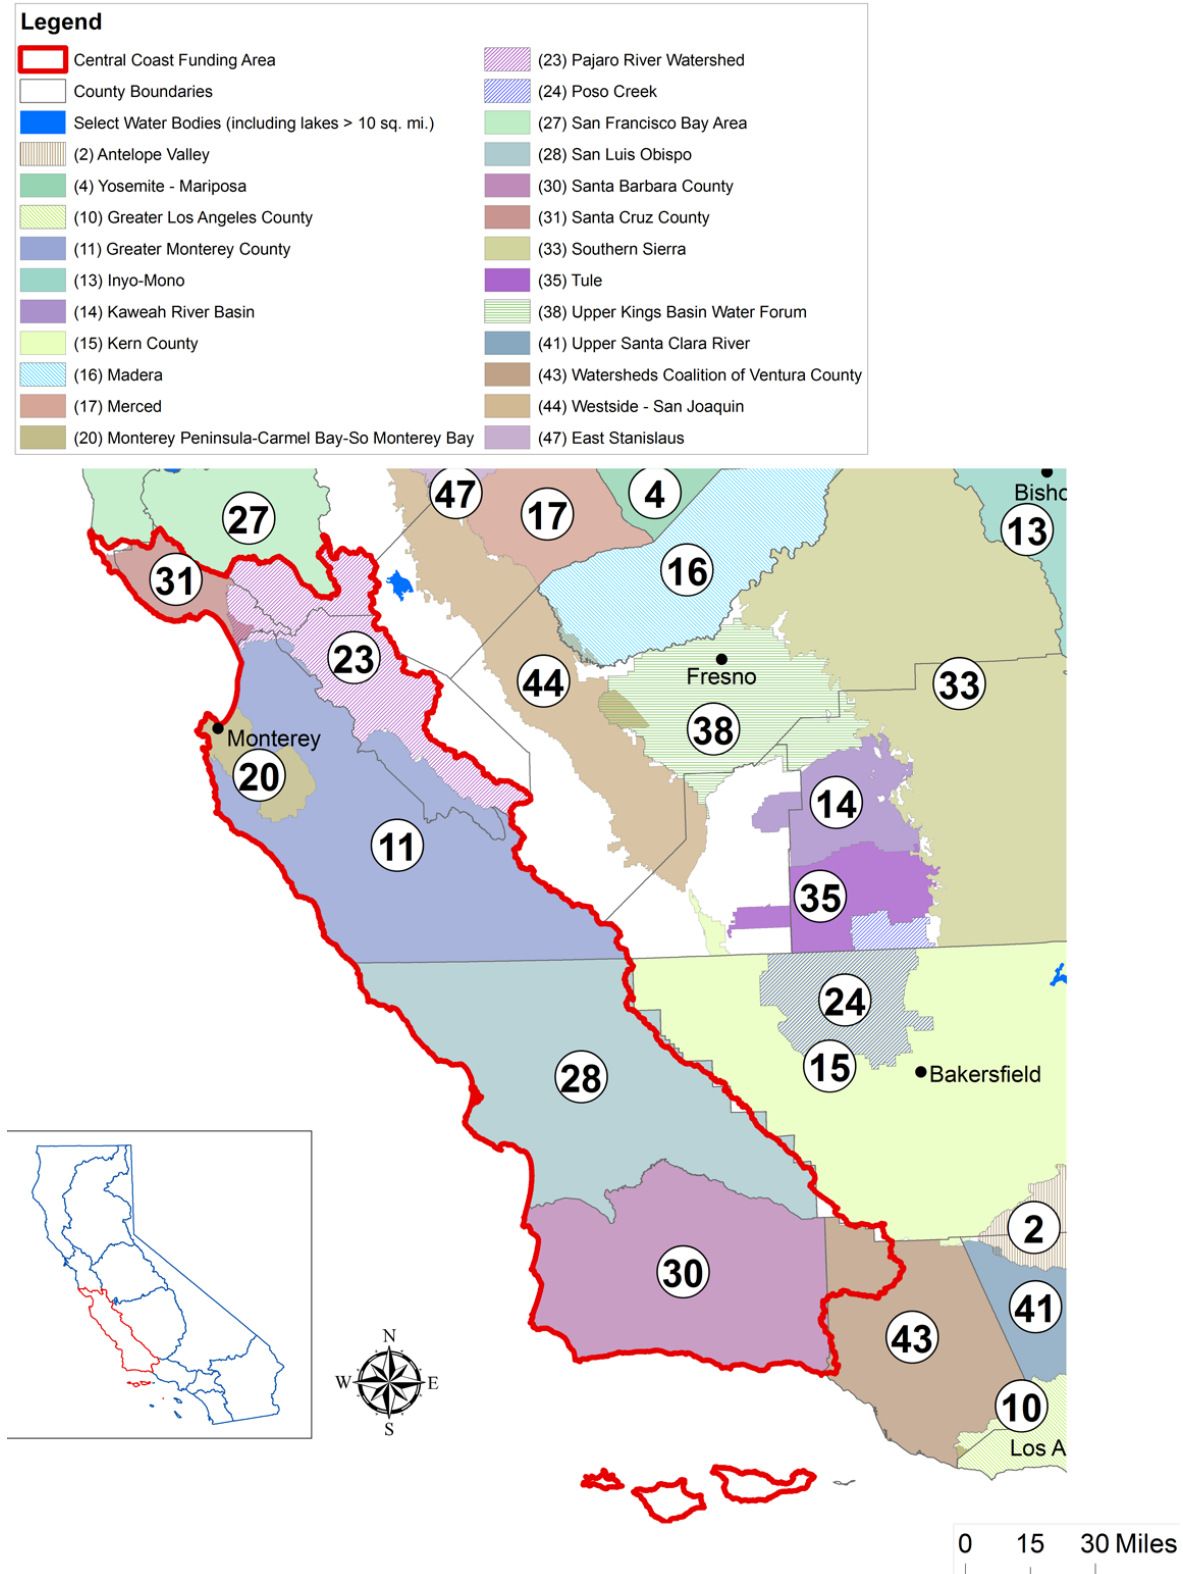 Legend
Central Coast Funding Area
County Boundaries
Select Water Bodies (including lakes > 10 sq. mi.)
(2) Antelope Valley
(4) Yosemite - Mariposa
(10) Greater Los Angeles County
(11) Greater Monterey County
(13) Inyo-Mono
(14) Kaweah River Basin
(15) Kern County
(16) Madera
(17) Merced
(20) Monterey Peninsula-Carmel Bay-So Monterey Bay
(23) Pajaro River Watershed
(24) Poso Creek
(27) San Francisco Bay Area
(28) San Luis Obispo
(30) Santa Barbara County
(31) Santa Cruz County
(33) Southern Sierra
(35) Tule
(38) Upper Kings Basin Water Forum
(41) Upper Santa Clara River
(43) Watersheds Coalition of Ventura County
(44) Westside - San Joaquin
(47) East Stanislaus
47
4
Bisho
27
17
13
16
31
23
Fresno
44
33
38
Monterey
20
14
11
35
24
15
Bakersfield
28
2
30
41
43
10
Los A
N
W
E
S
0 15 30 Miles